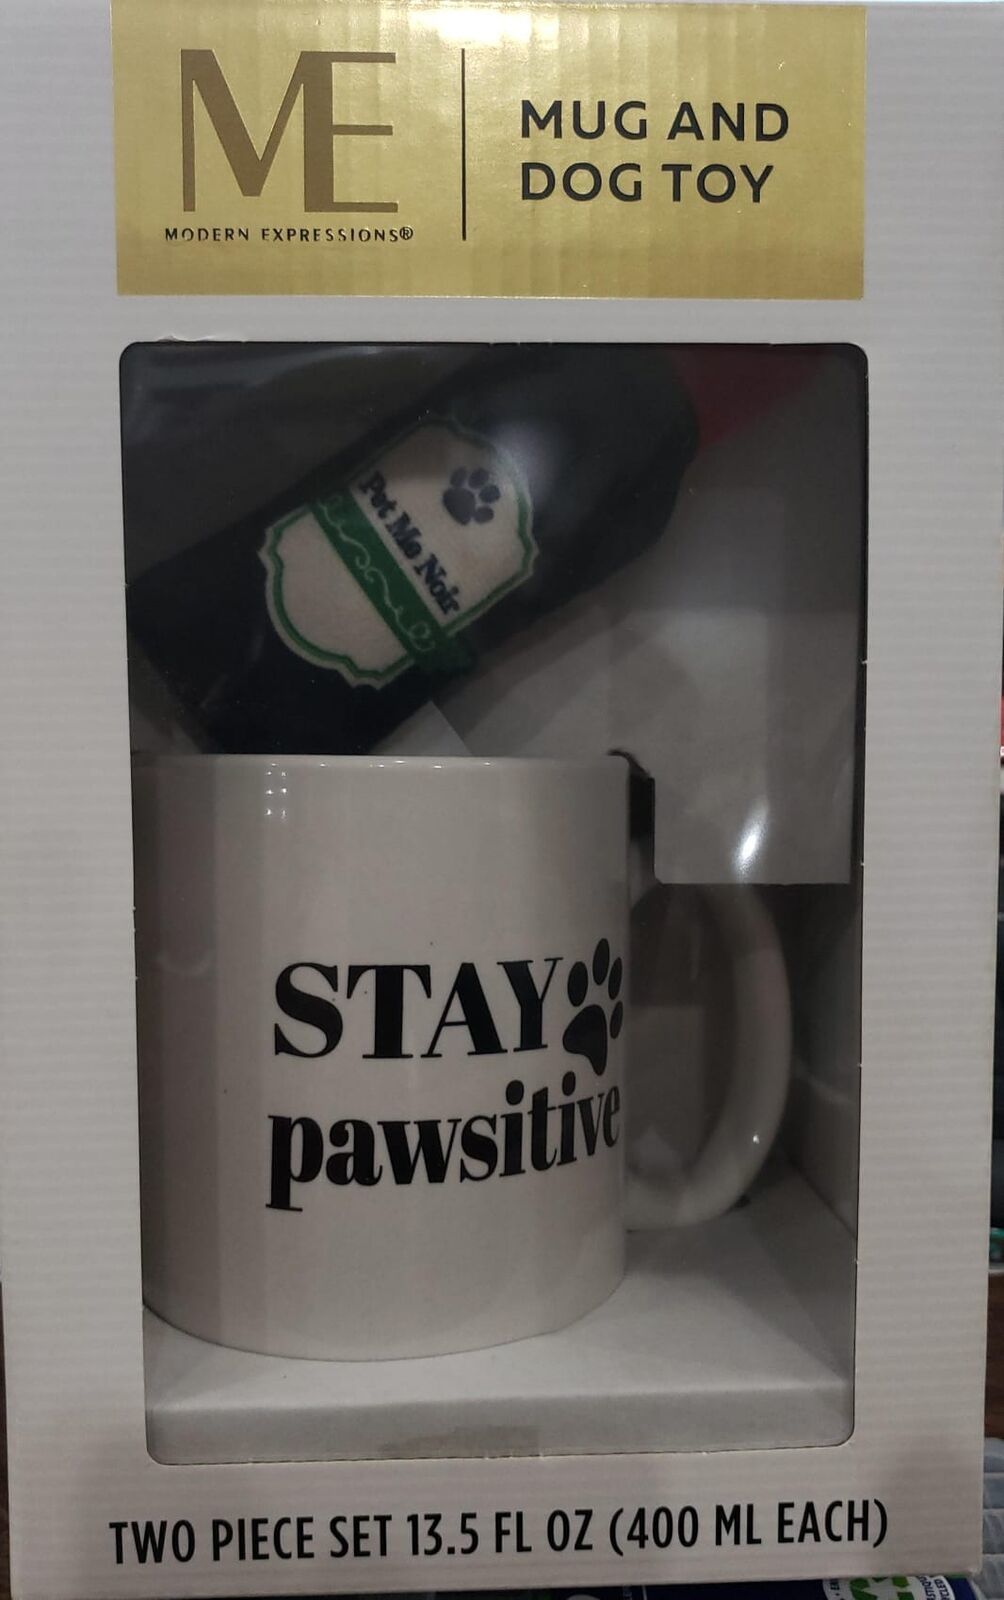 ME
MODERN EXPRESSIONS®
MUG AND
DOG TOY
Pet Me Noir
STAY
pawsitive
TWO PIECE SET 13.5 FL OZ (400 ML EACH)